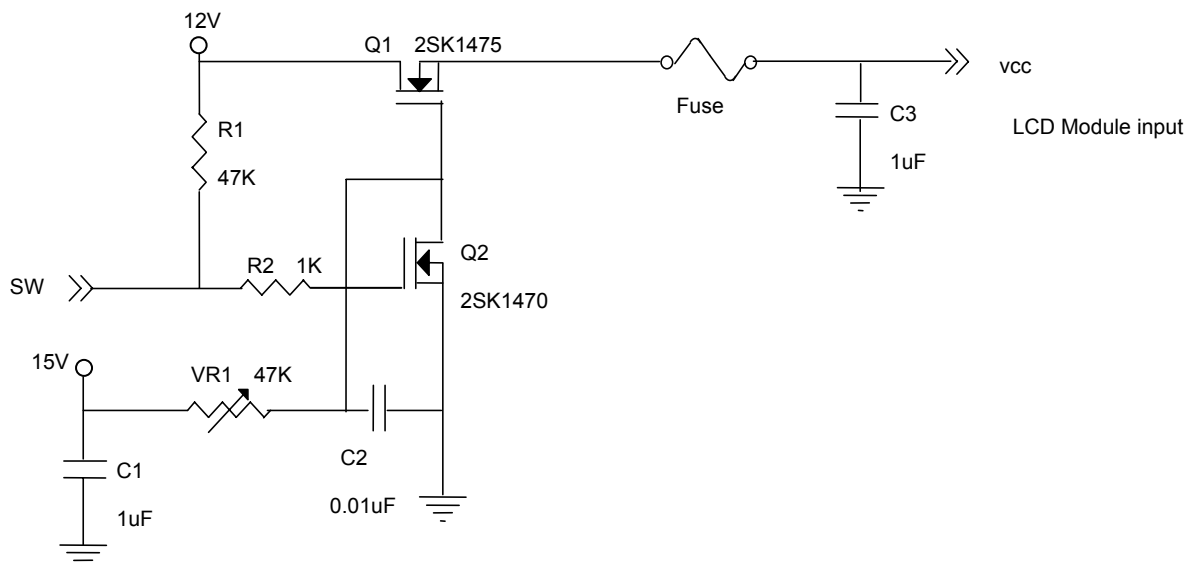 12V
Q1 2SK1475
vcc
Fuse
R1
C3
LCD Module input
47K
1uF
Q2
R2 1K
SW
2SK1470
15V
VR1 47K
C2
C1
0.01uF
1uF